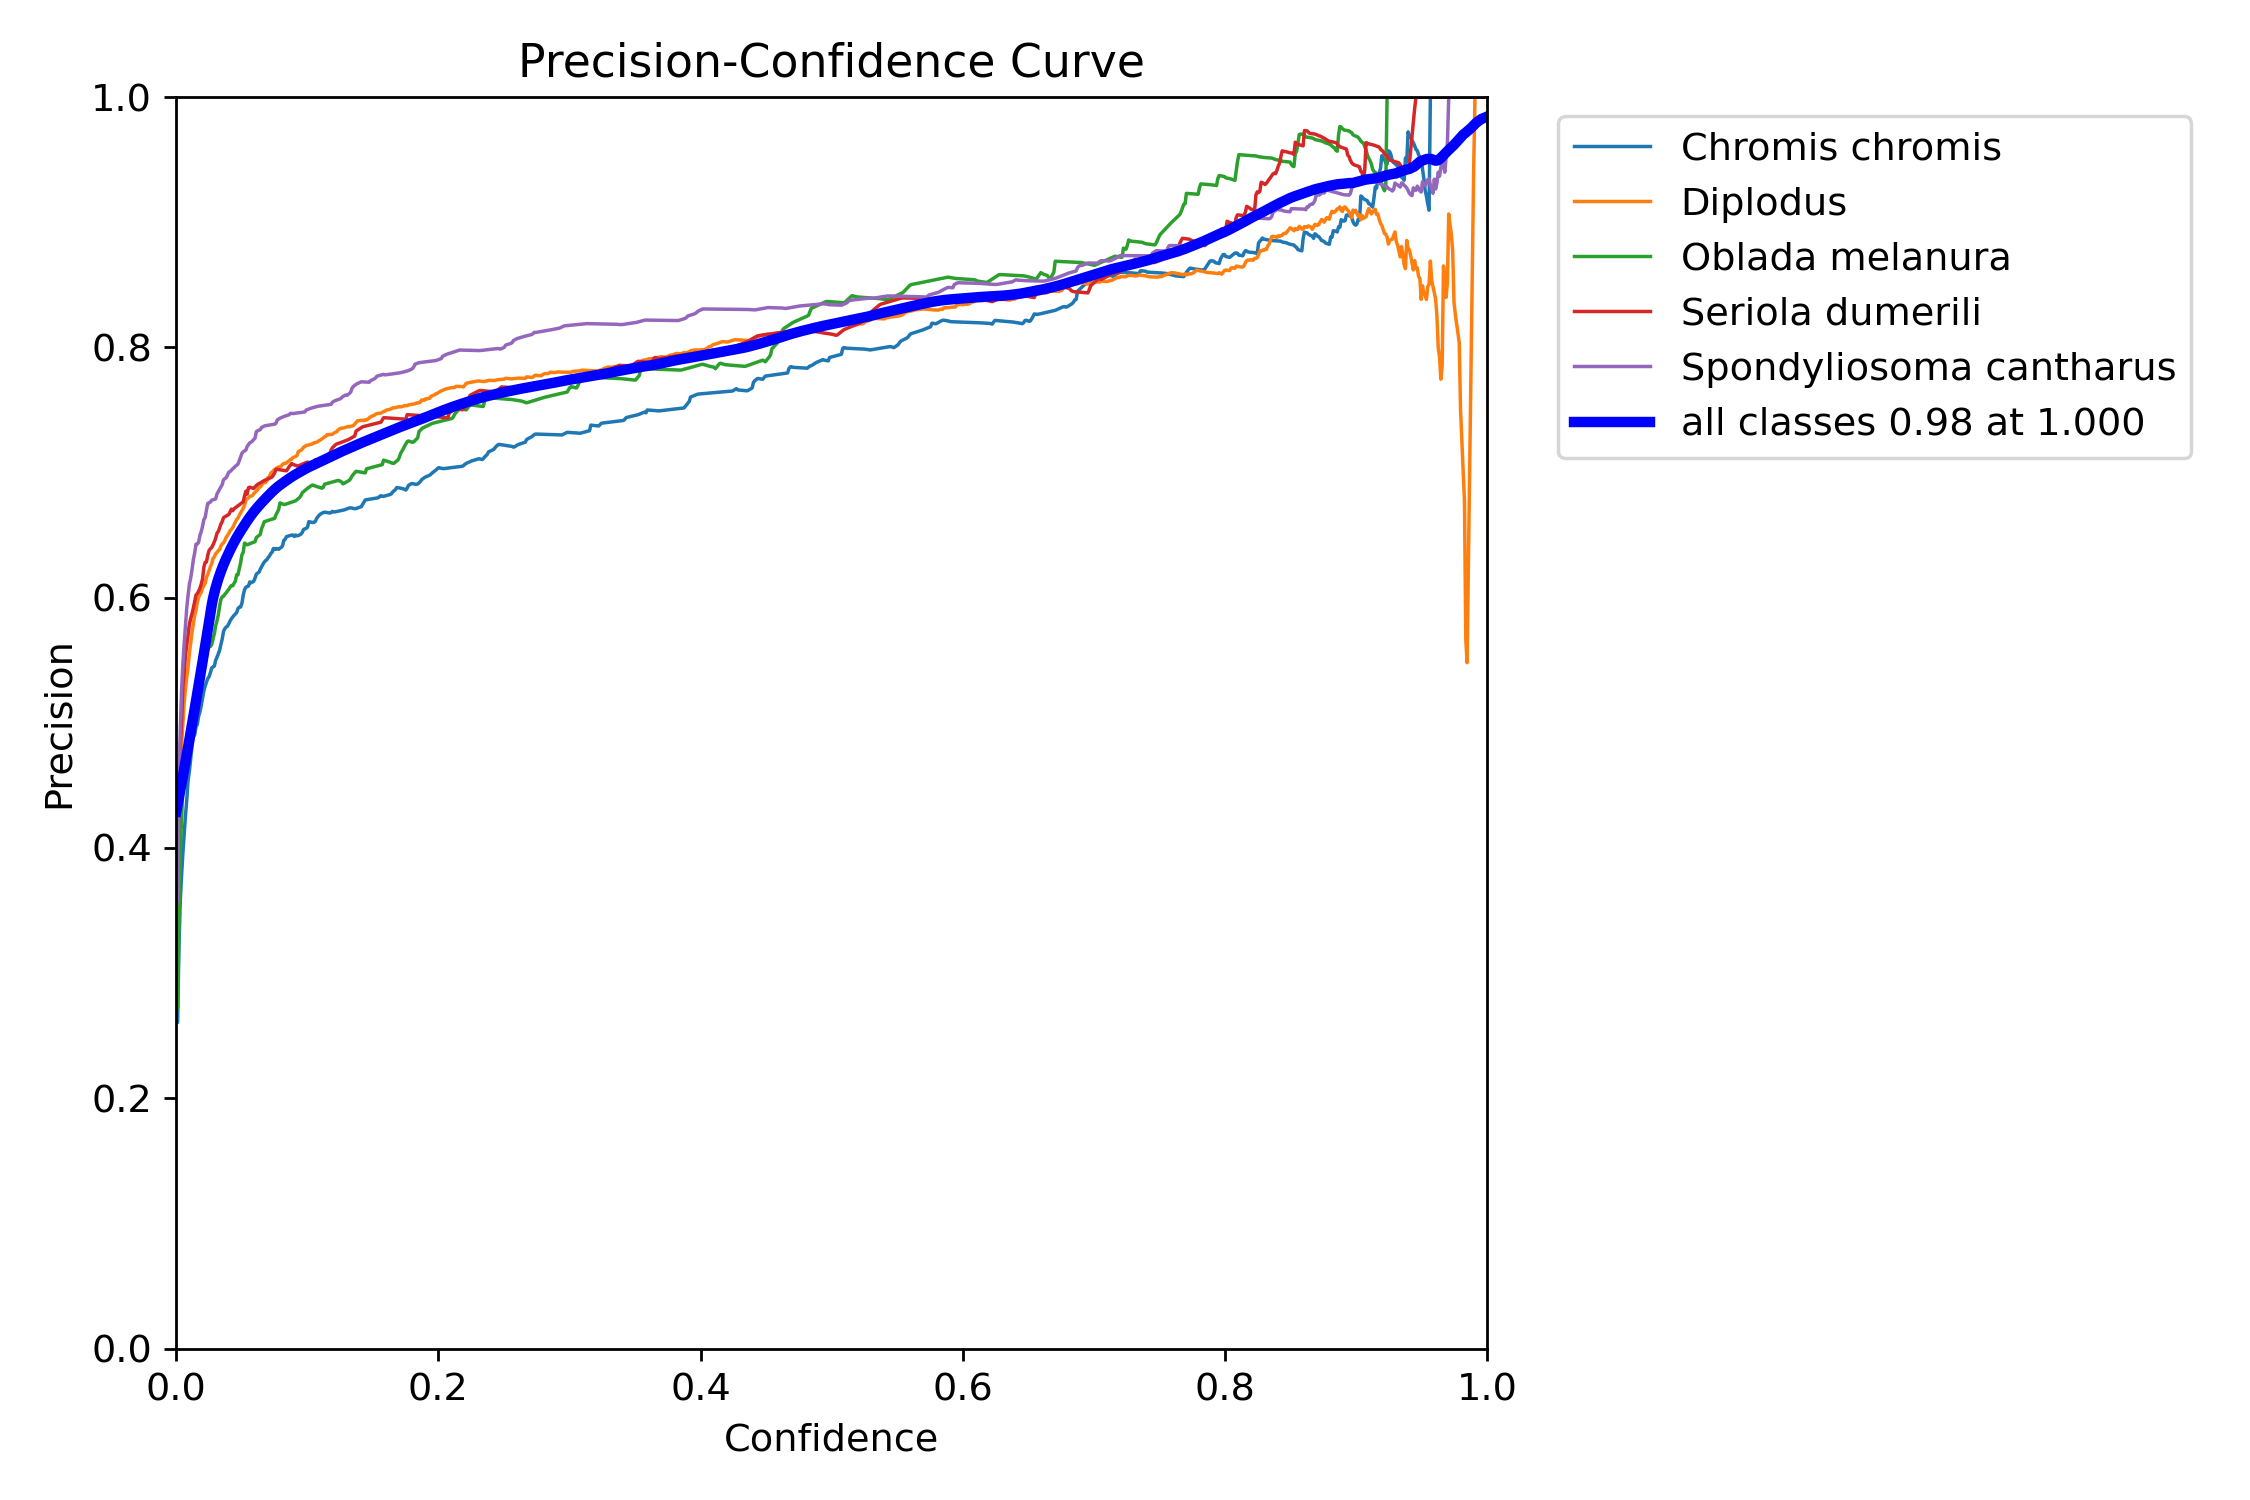 Precision-Confidence Curve
1.0
0.8
0.6
0.4
0.2
0.0
Precision
0.0 0.2 0.4 0.6 0.8 1.0
Confidence
Chromis chromis
Diplodus
Oblada melanura
Seriola dumerili
Spondyliosoma cantharus
all classes 0.98 at 1.000